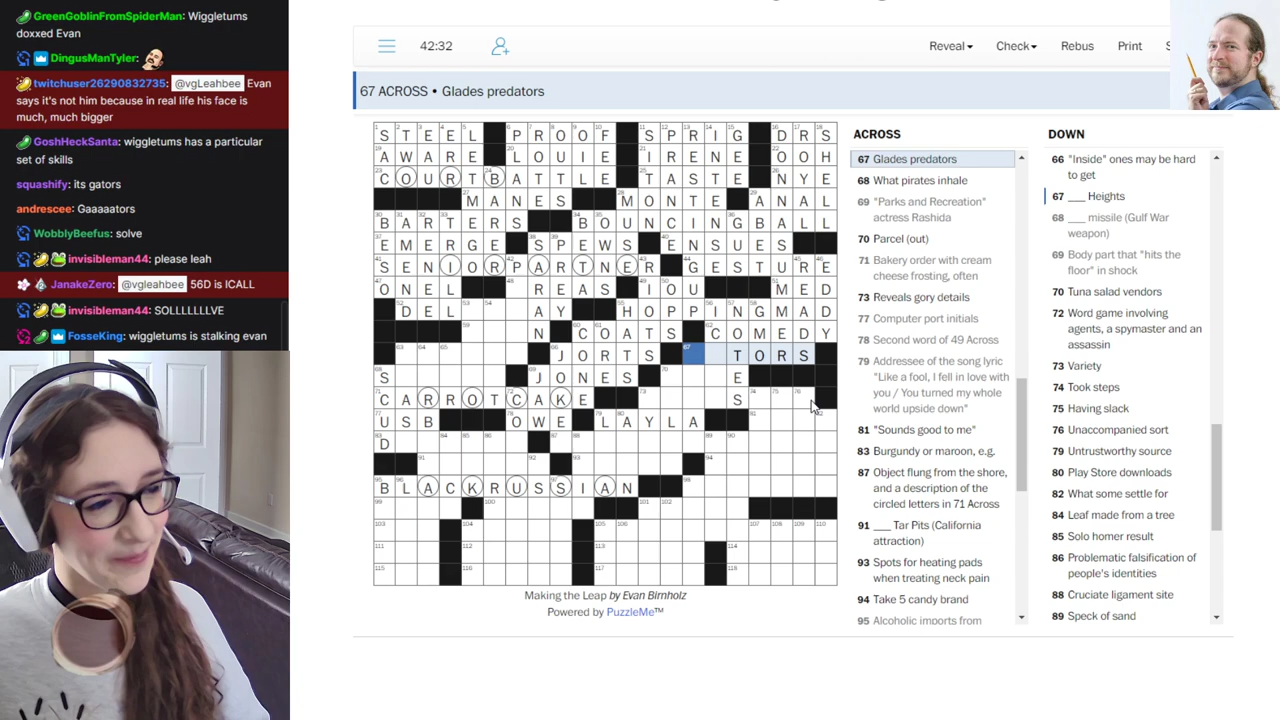 GreenGoblinFromSpiderMan: Wiggletums
doxxed Evan
DingusManTyler:
twitchuser26290832735: @vgLeahbee Evan
says it's not him because in real life his face is
much, much bigger
GoshHeckSanta: wiggletums has a particular
set of skills
squashify: its gators
andrescee: Gaaaaators
WobblyBeefus: solve
invisibleman44: please leah
JanakeZero: @vgleahbee 56D is ICALL
invisibleman44: SOLLLLLLLVE
FosseKing: wiggletums is stalking evan
42:32
Reveal
Check
Rebus
Print
67 ACROSS • Glades predators
STEEL PROOF SPRIG DRS
AWARE LOUIE IRENE OOH
COURTBATTLE TASTE NYE
MANES MONTE ANAL
BARTERS BOUNCINGBALL
EMERGE SPEWS ENSUES
SENIORPARTNER GESTURE
ONEL REAS IOU MED
DEL AY HOPPINGMAD
N COATS COMEDY
JORTS TORS
JONES E
CARROTCAKE S
USB OWE LAYLA
D
BLACKRUSSIAN
Making the Leap by Evan Birnholz
Powered by PuzzleMe™
ACROSS
67 Glades predators
68 What pirates inhale
69 "Parks and Recreation"
actress Rashida
70 Parcel (out)
71 Bakery order with cream
cheese frosting, often
73 Reveals gory details
77 Computer port initials
78 Second word of 49 Across
79 Addressee of the song lyric
"Like a fool, I fell in love with
you / You turned my whole
world upside down"
81 "Sounds good to me"
83 Burgundy or maroon, e.g.
87 Object flung from the shore,
and a description of the
circled letters in 71 Across
91 ___ Tar Pits (California
attraction)
93 Spots for heating pads
when treating neck pain
94 Take 5 candy brand
95 Alcoholic imports from
DOWN
66 "Inside" ones may be hard
to get
67 ___ Heights
68 ___ missile (Gulf War
weapon)
69 Body part that "hits the
floor" in shock
70 Tuna salad vendors
72 Word game involving
agents, a spymaster and an
assassin
73 Variety
74 Took steps
75 Having slack
76 Unaccompanied sort
79 Untrustworthy source
80 Play Store downloads
82 What some settle for
84 Leaf made from a tree
85 Solo homer result
86 Problematic falsification of
people's identities
88 Cruciate ligament site
89 Speck of sand